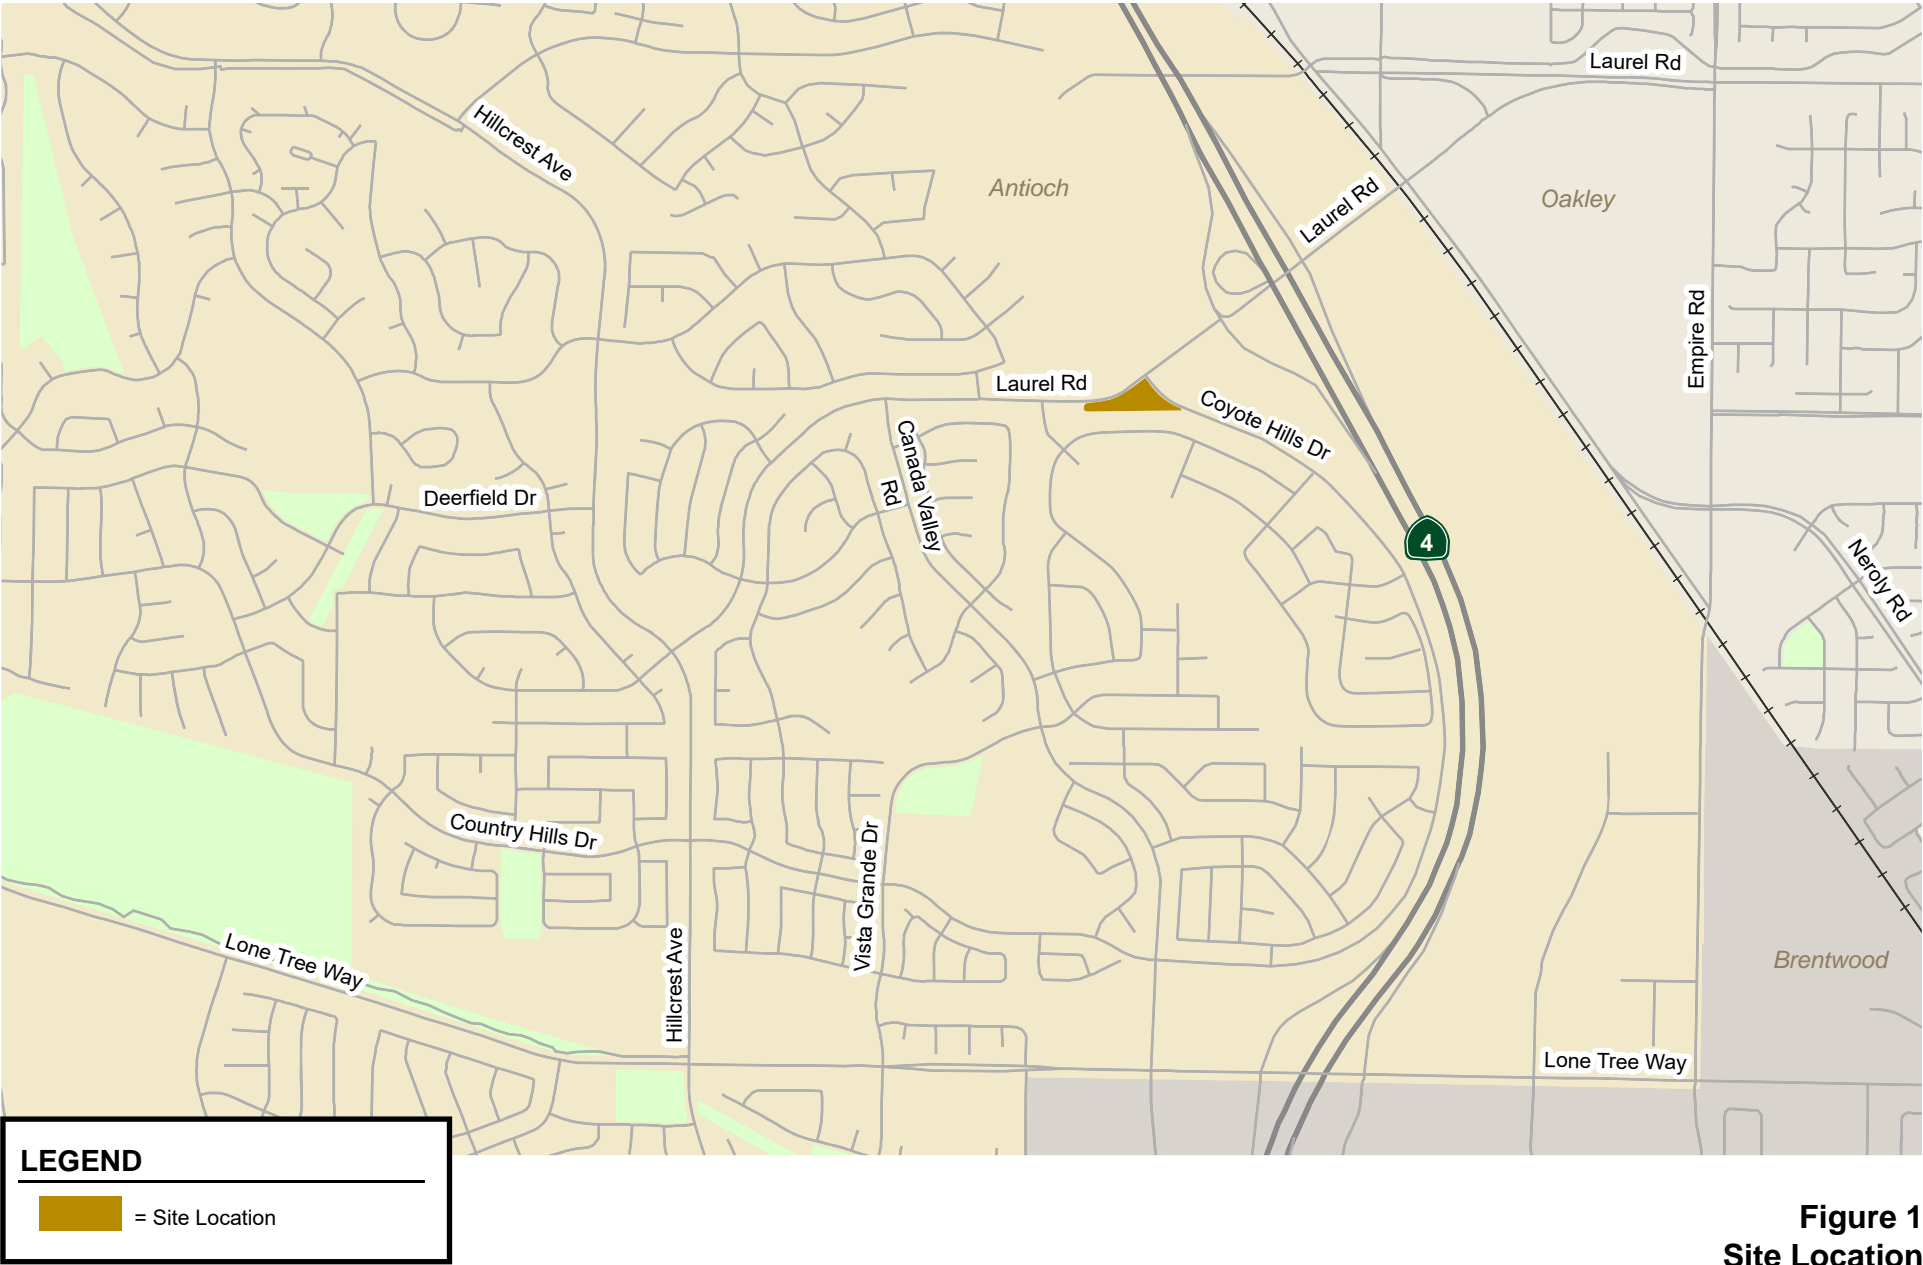 Laurel Rd
Hillcrest Ave
Antioch
Oakley
Laurel Rd
Empire Rd
Laurel Rd
Coyote Hills Dr
Canada Valley
Rd
Deerfield Dr
4
Neroly Rd
Country Hills Dr
Vista Grande Dr
Hillcrest Ave
Lone Tree Way
Brentwood
Lone Tree Way
LEGEND
= Site Location
Figure 1
Site Location